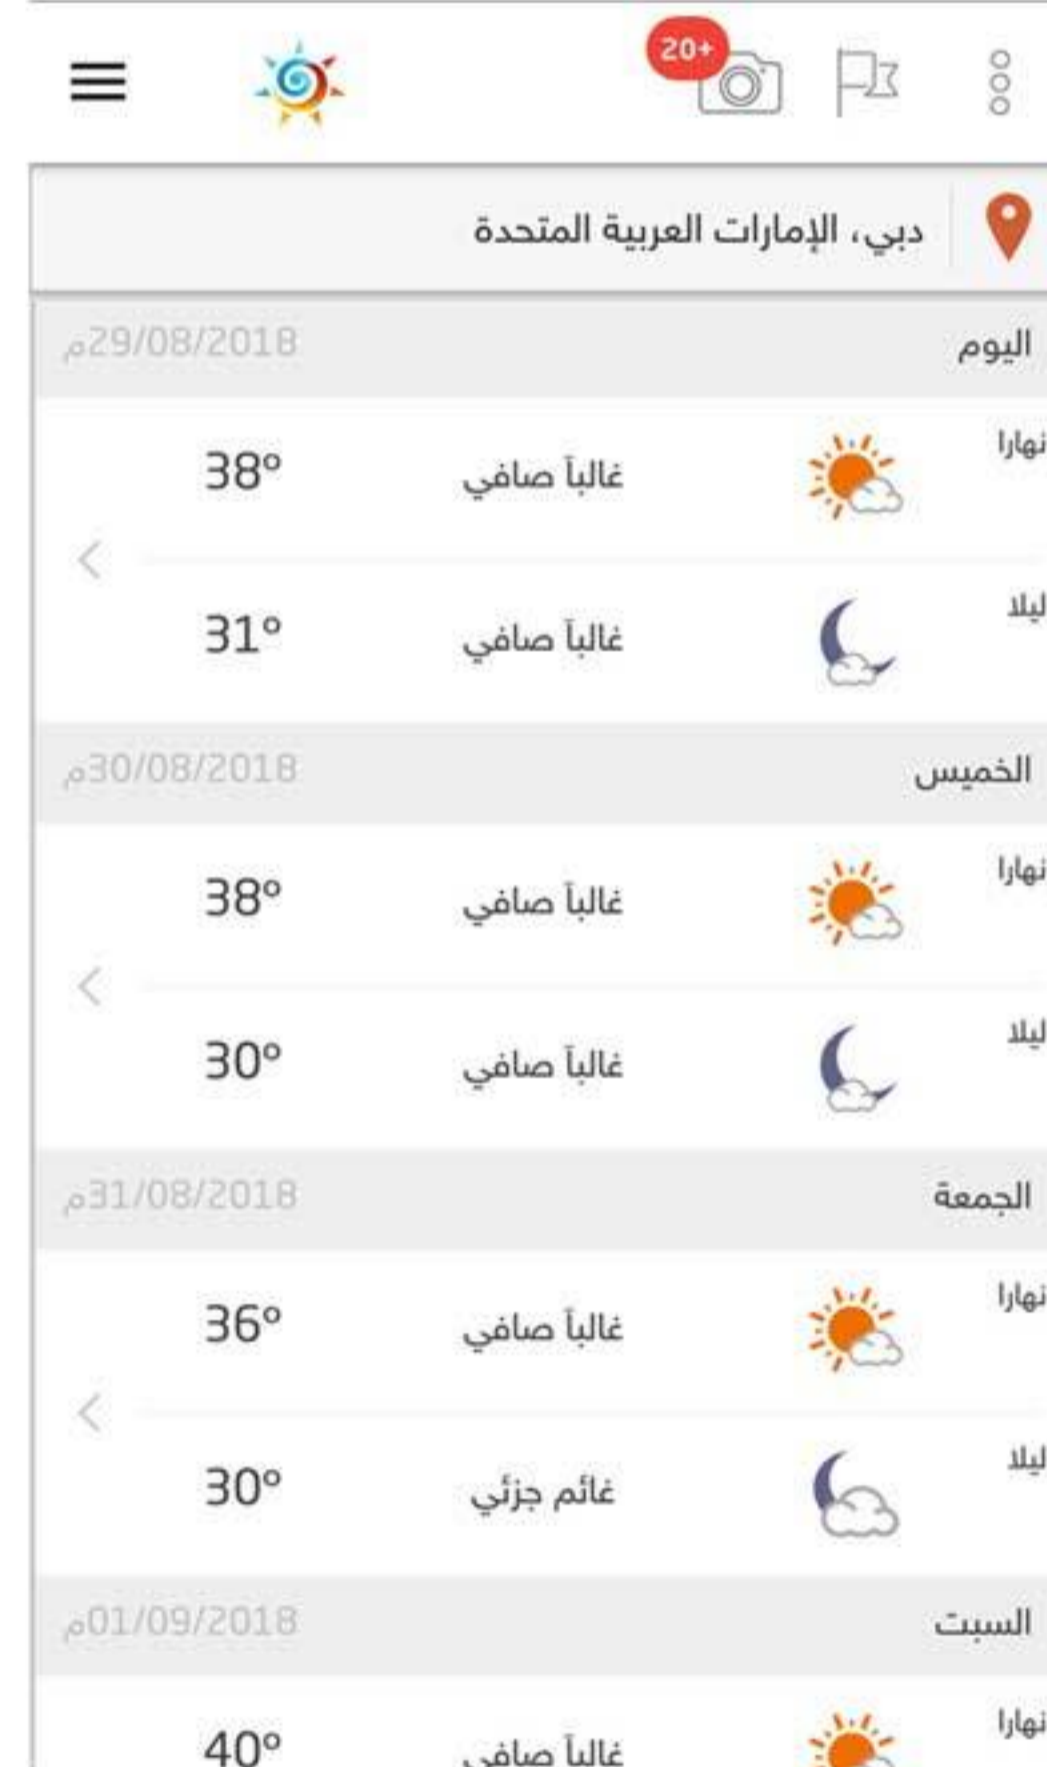 20+
دبي، الإمارات العربية المتحدة
اليوم 29/08/2018م
نهارا
غالباً صافي 38°
ليلا
غالباً صافي 31°
الخميس 30/08/2018م
نهارا
غالباً صافي 38°
ليلا
غالباً صافي 30°
الجمعة 31/08/2018م
نهارا
غالباً صافي 36°
ليلا
غائم جزئي 30°
السبت 01/09/2018م
نهارا
غالباً صافي 40°